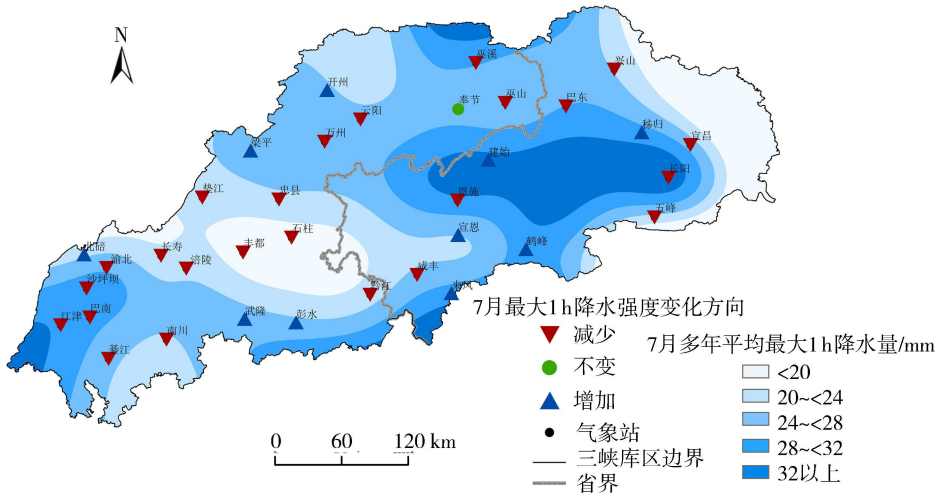 N
巫溪
兴山
开州
奉节
巫山
巴东
云阳
秭归
万州
宜昌
梁平
建始
长阳
垫江
忠县
恩施
五峰
石柱
宣恩
北碚
长寿
丰都
鹤峰
渝北
涪陵
咸丰
沙坪坝
黔江
来凤
江津
巴南
武隆
彭水
南川
綦江
7月最大1h降水强度变化方向
减少
不变
增加
气象站
三峡库区边界
省界
7月多年平均最大1h降水量/mm
<20
20~<24
24~<28
28~<32
32以上
0 60 120 km